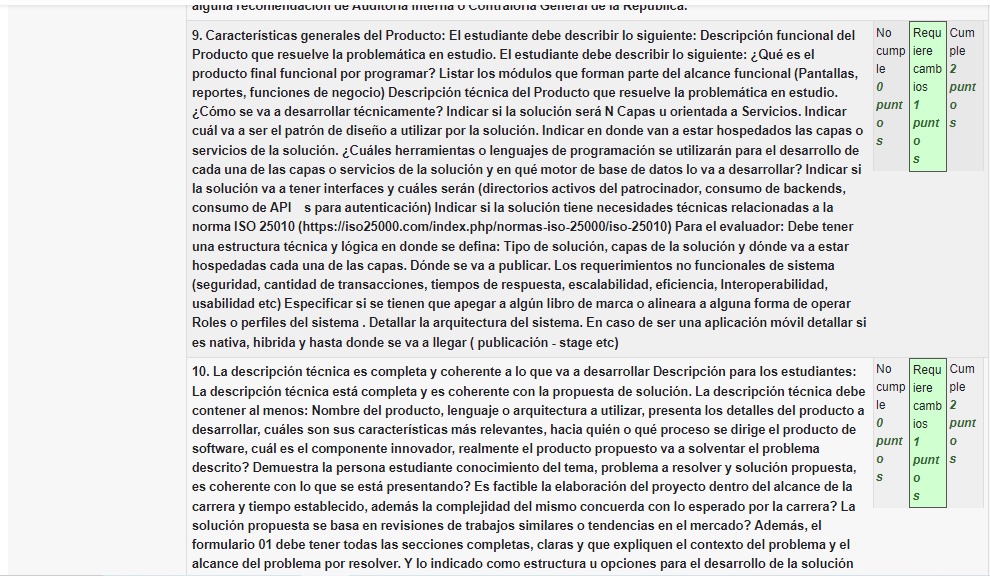 alguna recomendación de Auditoría Interna o Contraloría General de la República.
9. Características generales del Producto: El estudiante debe describir lo siguiente: Descripción funcional del
Producto que resuelve la problemática en estudio. El estudiante debe describir lo siguiente: ¿Qué es el
producto final funcional por programar? Listar los módulos que forman parte del alcance funcional (Pantallas,
reportes, funciones de negocio) Descripción técnica del Producto que resuelve la problemática en estudio.
¿Cómo se va a desarrollar técnicamente? Indicar si la solución será N Capas u orientada a Servicios. Indicar
cuál va a ser el patrón de diseño a utilizar por la solución. Indicar en donde van a estar hospedados las capas o
servicios de la solución. ¿Cuáles herramientas o lenguajes de programación se utilizarán para el desarrollo de
cada una de las capas o servicios de la solución y en qué motor de base de datos lo va a desarrollar? Indicar si
la solución va a tener interfaces y cuáles serán (directorios activos del patrocinador, consumo de backends,
consumo de API s para autenticación) Indicar si la solución tiene necesidades técnicas relacionadas a la
norma ISO 25010 (https://iso25000.com/index.php/normas-iso-25000/iso-25010) Para el evaluador: Debe tener
una estructura técnica y lógica en donde se defina: Tipo de solución, capas de la solución y dónde va a estar
hospedadas cada una de las capas. Dónde se va a publicar. Los requerimientos no funcionales de sistema
(seguridad, cantidad de transacciones, tiempos de respuesta, escalabilidad, eficiencia, Interoperabilidad,
usabilidad etc) Especificar si se tienen que apegar a algún libro de marca o alineara a alguna forma de operar
Roles o perfiles del sistema . Detallar la arquitectura del sistema. En caso de ser una aplicación móvil detallar si
es nativa, hibrida y hasta donde se va a llegar ( publicación - stage etc)
No
cump
le
0
punt
o
s
Requ
iere
camb
ios
1
punt
o
s
Cum
ple
2
punt
o
s
10. La descripción técnica es completa y coherente a lo que va a desarrollar Descripción para los estudiantes:
La descripción técnica está completa y es coherente con la propuesta de solución. La descripción técnica debe
contener al menos: Nombre del producto, lenguaje o arquitectura a utilizar, presenta los detalles del producto a
desarrollar, cuáles son sus características más relevantes, hacia quién o qué proceso se dirige el producto de
software, cuál es el componente innovador, realmente el producto propuesto va a solventar el problema
descrito? Demuestra la persona estudiante conocimiento del tema, problema a resolver y solución propuesta,
es coherente con lo que se está presentando? Es factible la elaboración del proyecto dentro del alcance de la
carrera y tiempo establecido, además la complejidad del mismo concuerda con lo esperado por la carrera? La
solución propuesta se basa en revisiones de trabajos similares o tendencias en el mercado? Además, el
formulario 01 debe tener todas las secciones completas, claras y que expliquen el contexto del problema y el
alcance del problema por resolver. Y lo indicado como estructura u opciones para el desarrollo de la solución
No
cump
le
0
punt
o
s
Requ
iere
camb
ios
1
punt
o
s
Cum
ple
2
punt
o
s